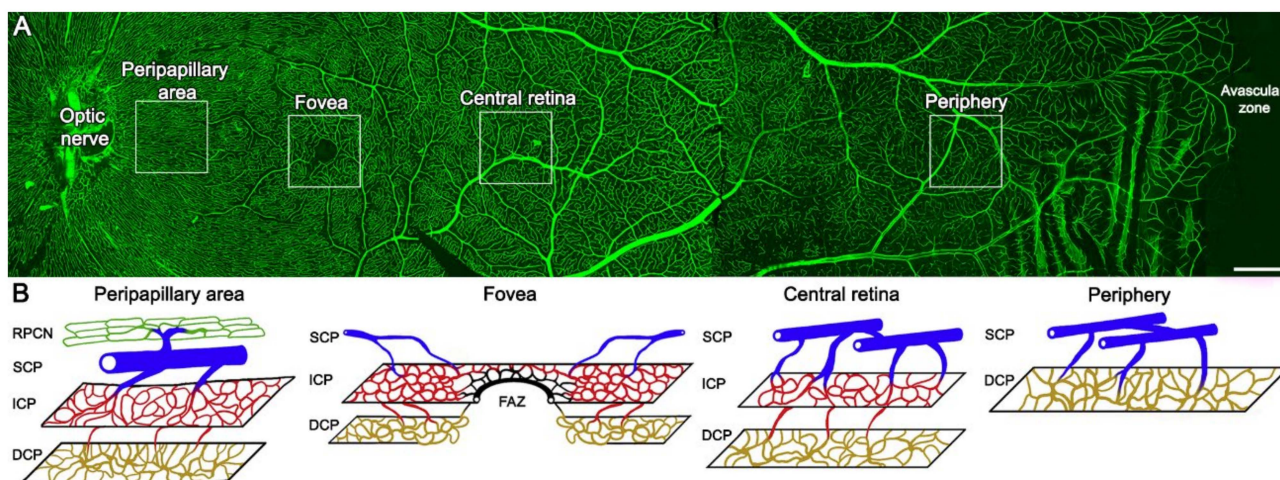 A
Peripapillary
area
Optic
nerve
Fovea
Central retina
Periphery
Avascular
zone
B
Peripapillary area
Fovea
Central retina
Periphery
RPCN
SCP
ICP
DCP
SCP
ICP
FAZ
DCP
SCP
ICP
DCP
SCP
DCP